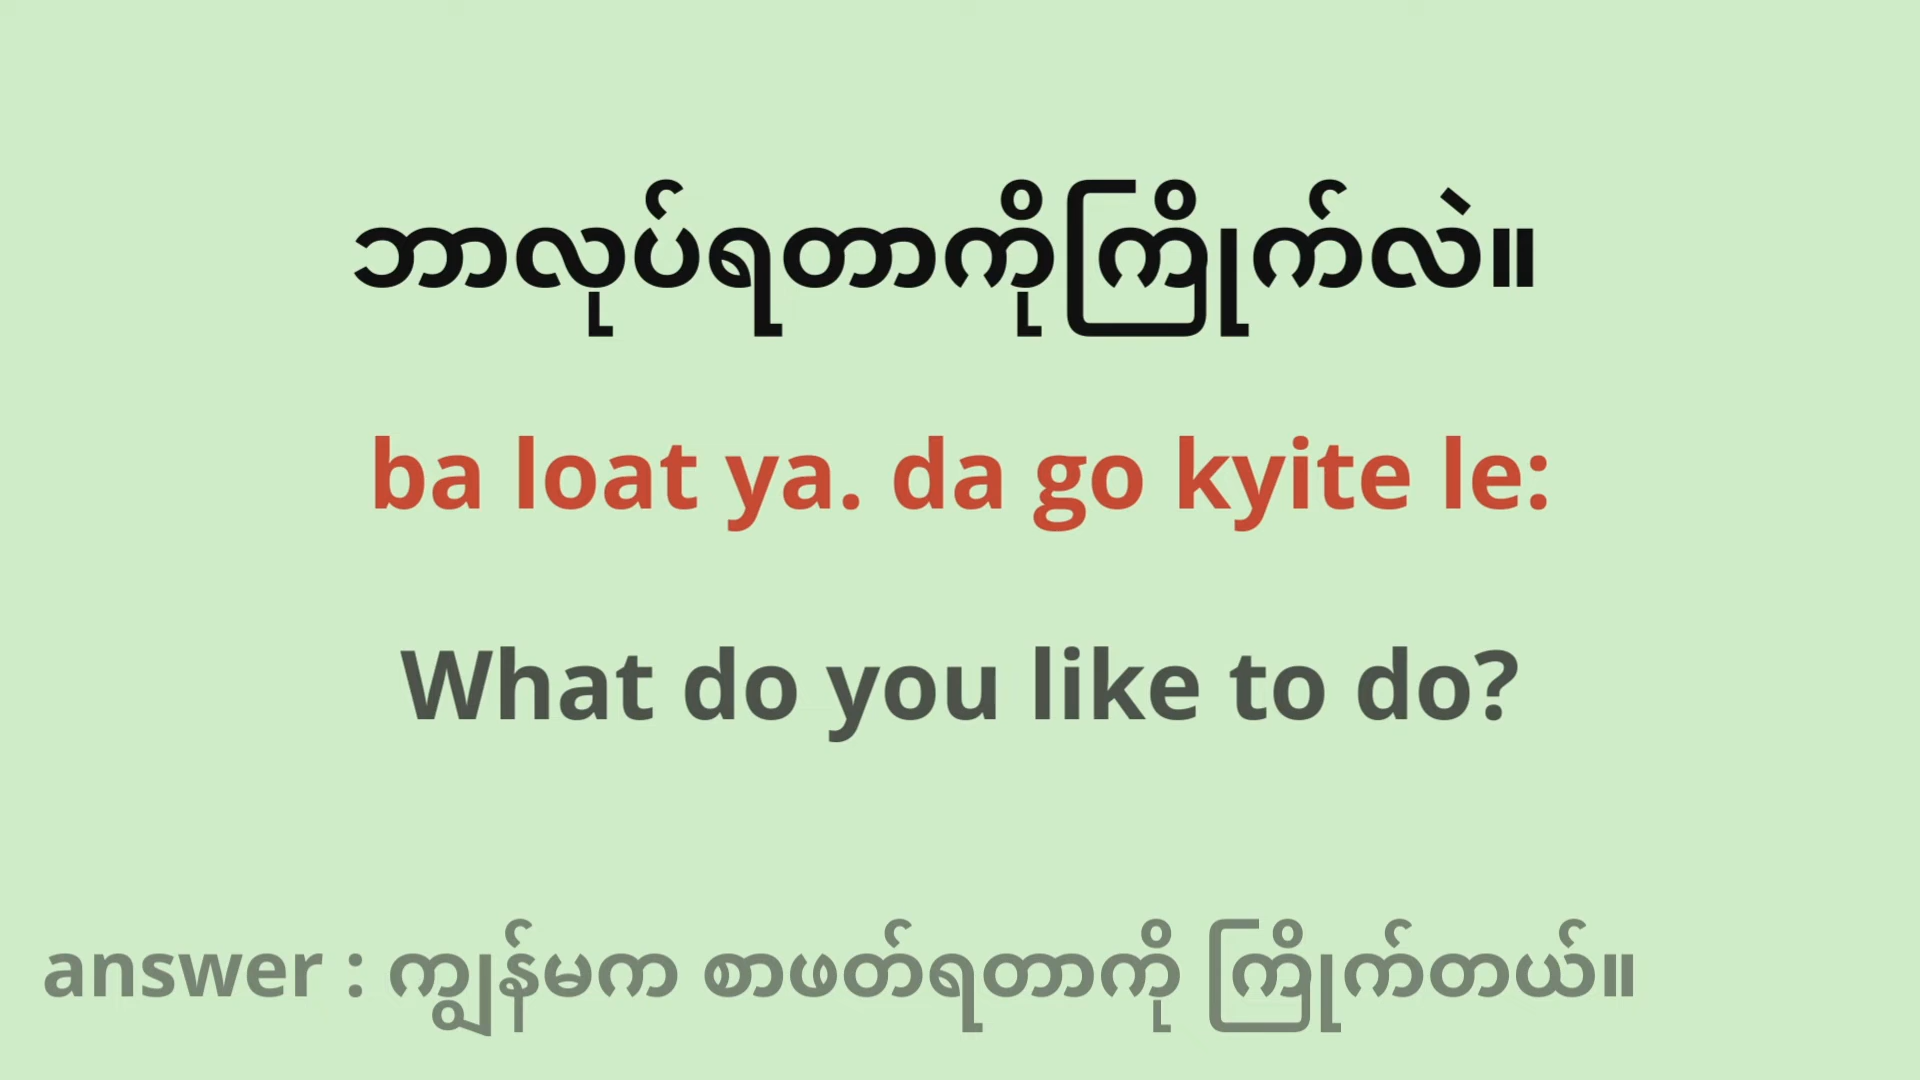 ဘာလုပ်ရတာကိုကြိုက်လဲ။
ba loat ya. da go kyite le:
What do you like to do?
answer : ကျွန်မက စာဖတ်ရတာကို ကြိုက်တယ်။